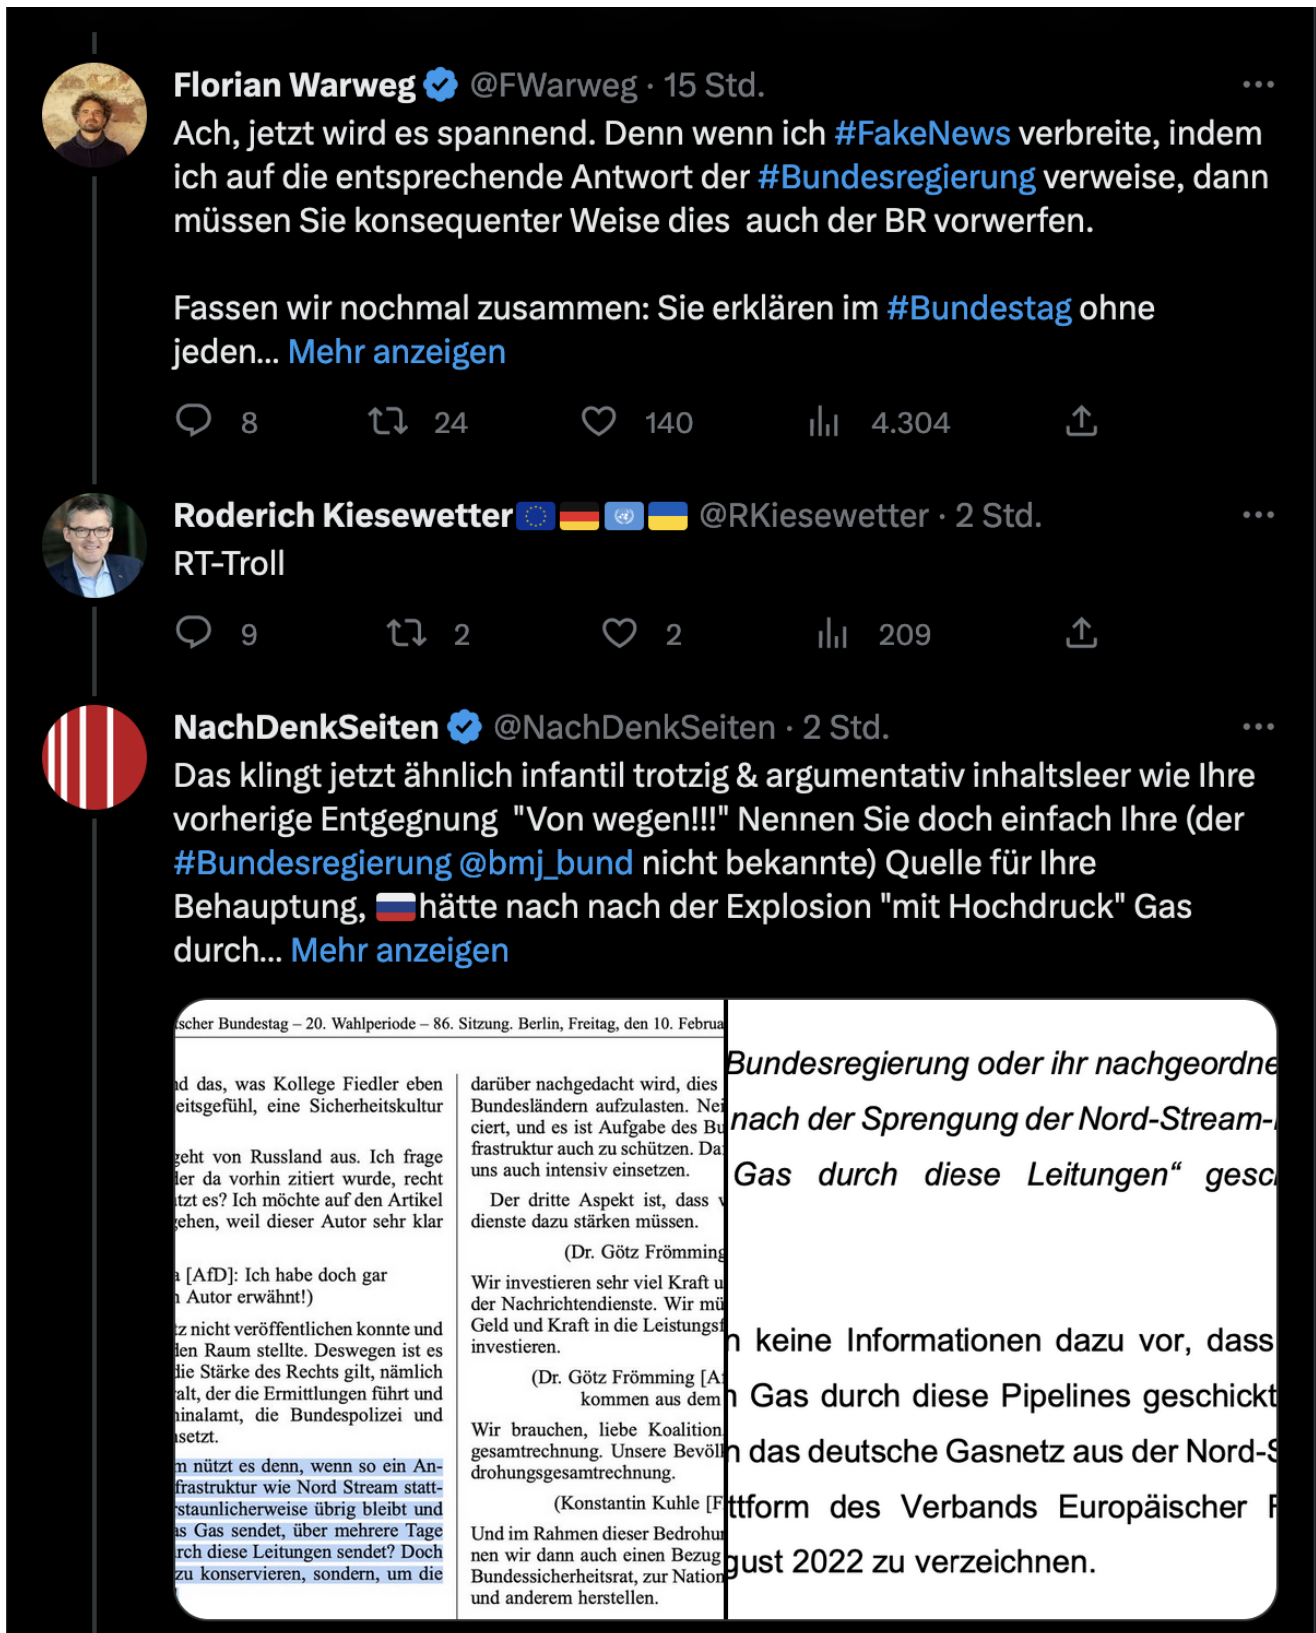 Florian Warweg @FWarweg · 15 Std.
Ach, jetzt wird es spannend. Denn wenn ich #FakeNews verbreite, indem
ich auf die entsprechende Antwort der #Bundesregierung verweise, dann
müssen Sie konsequenter Weise dies auch der BR vorwerfen.
Fassen wir nochmal zusammen: Sie erklären im #Bundestag ohne
jeden... Mehr anzeigen
8 24 140 4.304
Roderich Kiesewetter @RKiesewetter · 2 Std.
RT-Troll
9 2 2 209
NachDenkSeiten @NachDenkSeiten · 2 Std.
Das klingt jetzt ähnlich infantil trotzig & argumentativ inhaltsleer wie Ihre
vorherige Entgegnung "Von wegen!!!" Nennen Sie doch einfach Ihre (der
#Bundesregierung @bmj_bund nicht bekannte) Quelle für Ihre
Behauptung, hätte nach nach der Explosion "mit Hochdruck" Gas
durch... Mehr anzeigen
scher Bundestag – 20. Wahlperiode – 86. Sitzung. Berlin, Freitag, den 10. Februa
d das, was Kollege Fiedler eben
eitsgefühl, eine Sicherheitskultur
geht von Russland aus. Ich frage
der da vorhin zitiert wurde, recht
tzt es? Ich möchte auf den Artikel
gehen, weil dieser Autor sehr klar
[AfD]: Ich habe doch gar
Autor erwähnt!)
tz nicht veröffentlichen konnte und
den Raum stellte. Deswegen ist es
die Stärke des Rechts gilt, nämlich
alt, der die Ermittlungen führt und
ninalamt, die Bundespolizei und
setzt.
m nützt es denn, wenn so ein An-
frastruktur wie Nord Stream statt-
rstaunlicherweise übrig bleibt und
as Gas sendet, über mehrere Tage
rch diese Leitungen sendet? Doch
zu konservieren, sondern, um die
darüber nachgedacht wird, dies
Bundesländern aufzulasten. Nei
ciert, und es ist Aufgabe des Bu
frastruktur auch zu schützen. Da
uns auch intensiv einsetzen.
Der dritte Aspekt ist, dass v
dienste dazu stärken müssen.
(Dr. Götz Frömming
Wir investieren sehr viel Kraft u
der Nachrichtendienste. Wir mü
Geld und Kraft in die Leistungsf
investieren.
(Dr. Götz Frömming [A
kommen aus dem
Wir brauchen, liebe Koalition
gesamtrechnung. Unsere Bevöl
drohungsgesamtrechnung.
(Konstantin Kuhle [F
Und im Rahmen dieser Bedrohu
nen wir dann auch einen Bezug
Bundessicherheitsrat, zur Nation
und anderem herstellen.
Bundesregierung oder ihr nachgeordne
nach der Sprengung der Nord-Stream-
Gas durch diese Leitungen“ gesc
n keine Informationen dazu vor, dass
n Gas durch diese Pipelines geschickt
n das deutsche Gasnetz aus der Nord-S
ttform des Verbands Europäischer F
gust 2022 zu verzeichnen.